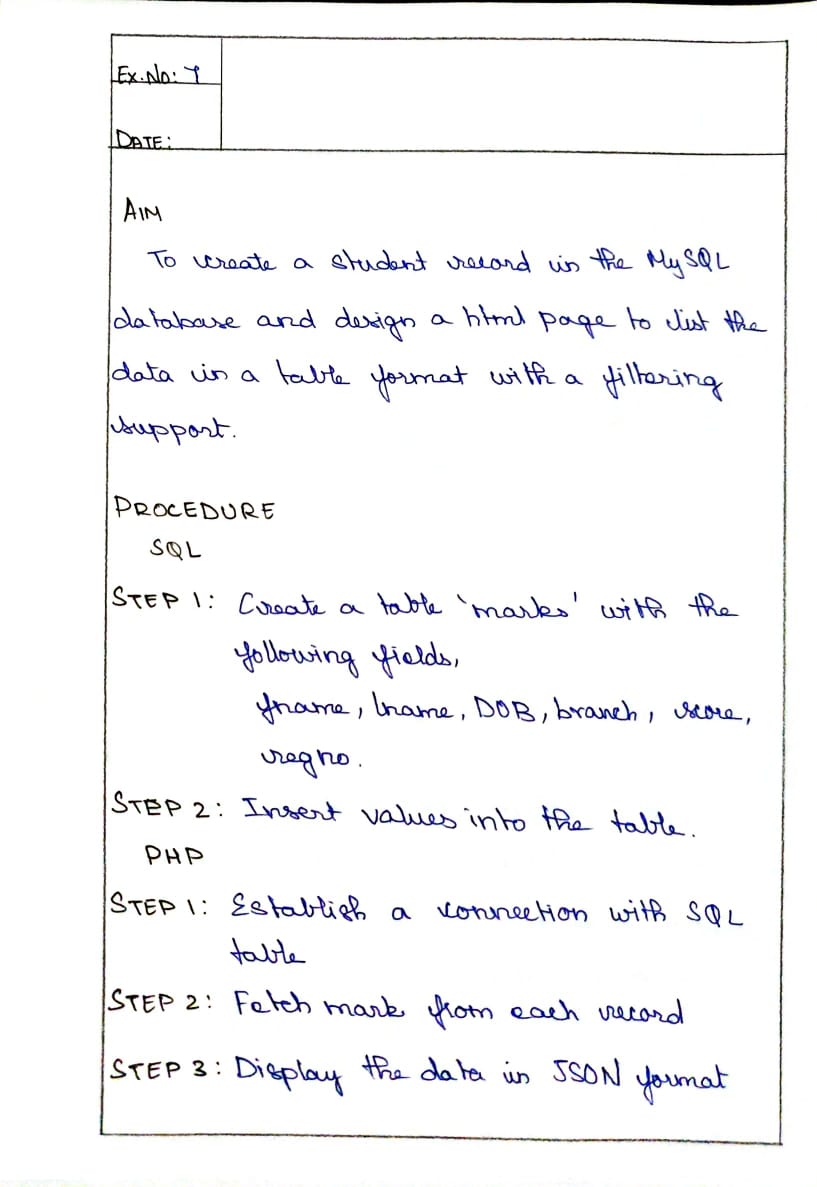 EX.NO: 7
DATE:
AIM
To create a student record in the MySQL
database and design a html page to list the
data in a table format with a filtering
support.
PROCEDURE
SQL
STEP 1: Create a table 'marks' with the
following fields,
fname, lname, DOB, branch, score,
regno.
STEP 2: Insert values into the table.
PHP
STEP 1: Establish a connection with SQL
table
STEP 2: Fetch mark from each record
STEP 3: Display the data in JSON format